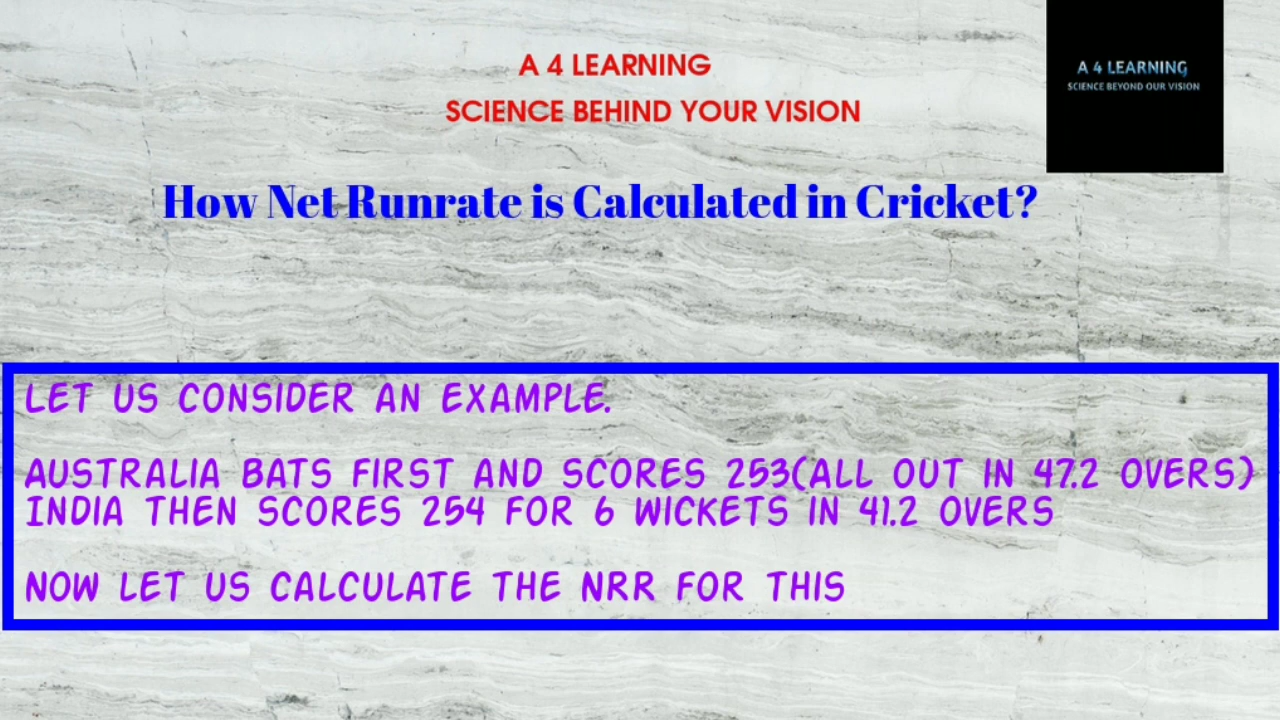 A 4 LEARNING
SCIENCE BEHIND YOUR VISION
A 4 LEARNING
SCIENCE BEYOND OUR VISION
How Net Runrate is Calculated in Cricket?
LET US CONSIDER AN EXAMPLE.
AUSTRALIA BATS FIRST AND SCORES 253(ALL OUT IN 47.2 OVERS)
INDIA THEN SCORES 254 FOR 6 WICKETS IN 41.2 OVERS
NOW LET US CALCULATE THE NRR FOR THIS